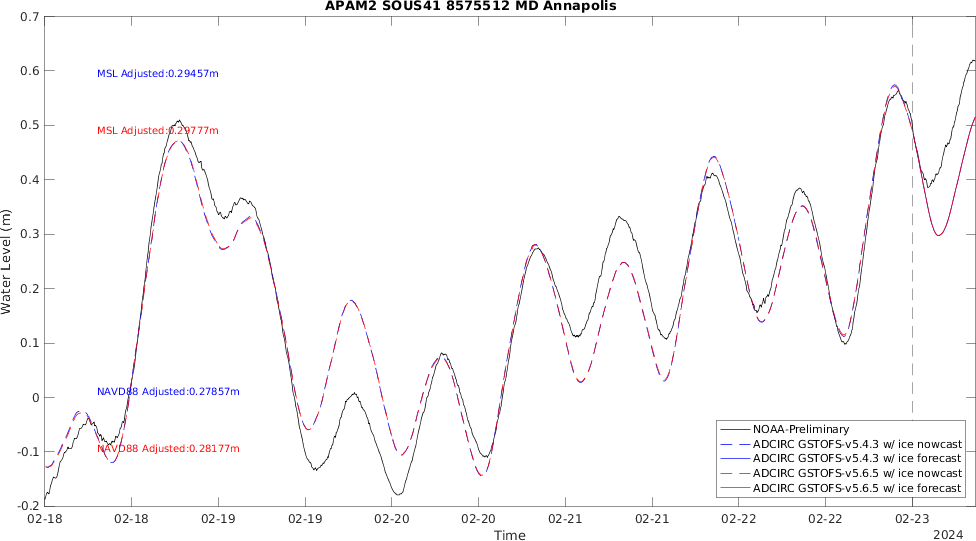 APAM2 SOUS41 8575512 MD Annapolis
0.7
0.6
0.5
0.4
0.3
0.2
0.1
0
-0.1
-0.2
Water Level (m)
MSL Adjusted:0.29457m
MSL Adjusted:0.29777m
NAVD88 Adjusted:0.27857m
NAVD88 Adjusted:0.28177m
NOAA-Preliminary
ADCIRC GSTOFS-v5.4.3 w/ ice nowcast
ADCIRC GSTOFS-v5.4.3 w/ ice forecast
ADCIRC GSTOFS-v5.6.5 w/ ice nowcast
ADCIRC GSTOFS-v5.6.5 w/ ice forecast
02-18 02-18 02-19 02-19 02-20 02-20 02-21 02-21 02-22 02-22 02-23
Time
2024